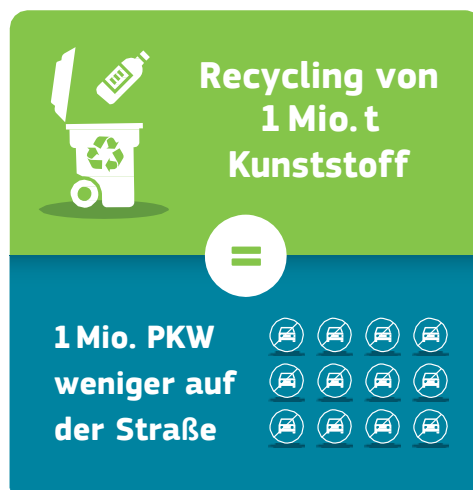 Recycling von
1 Mio. t
Kunststoff
=
1 Mio. PKW
weniger auf
der Straße